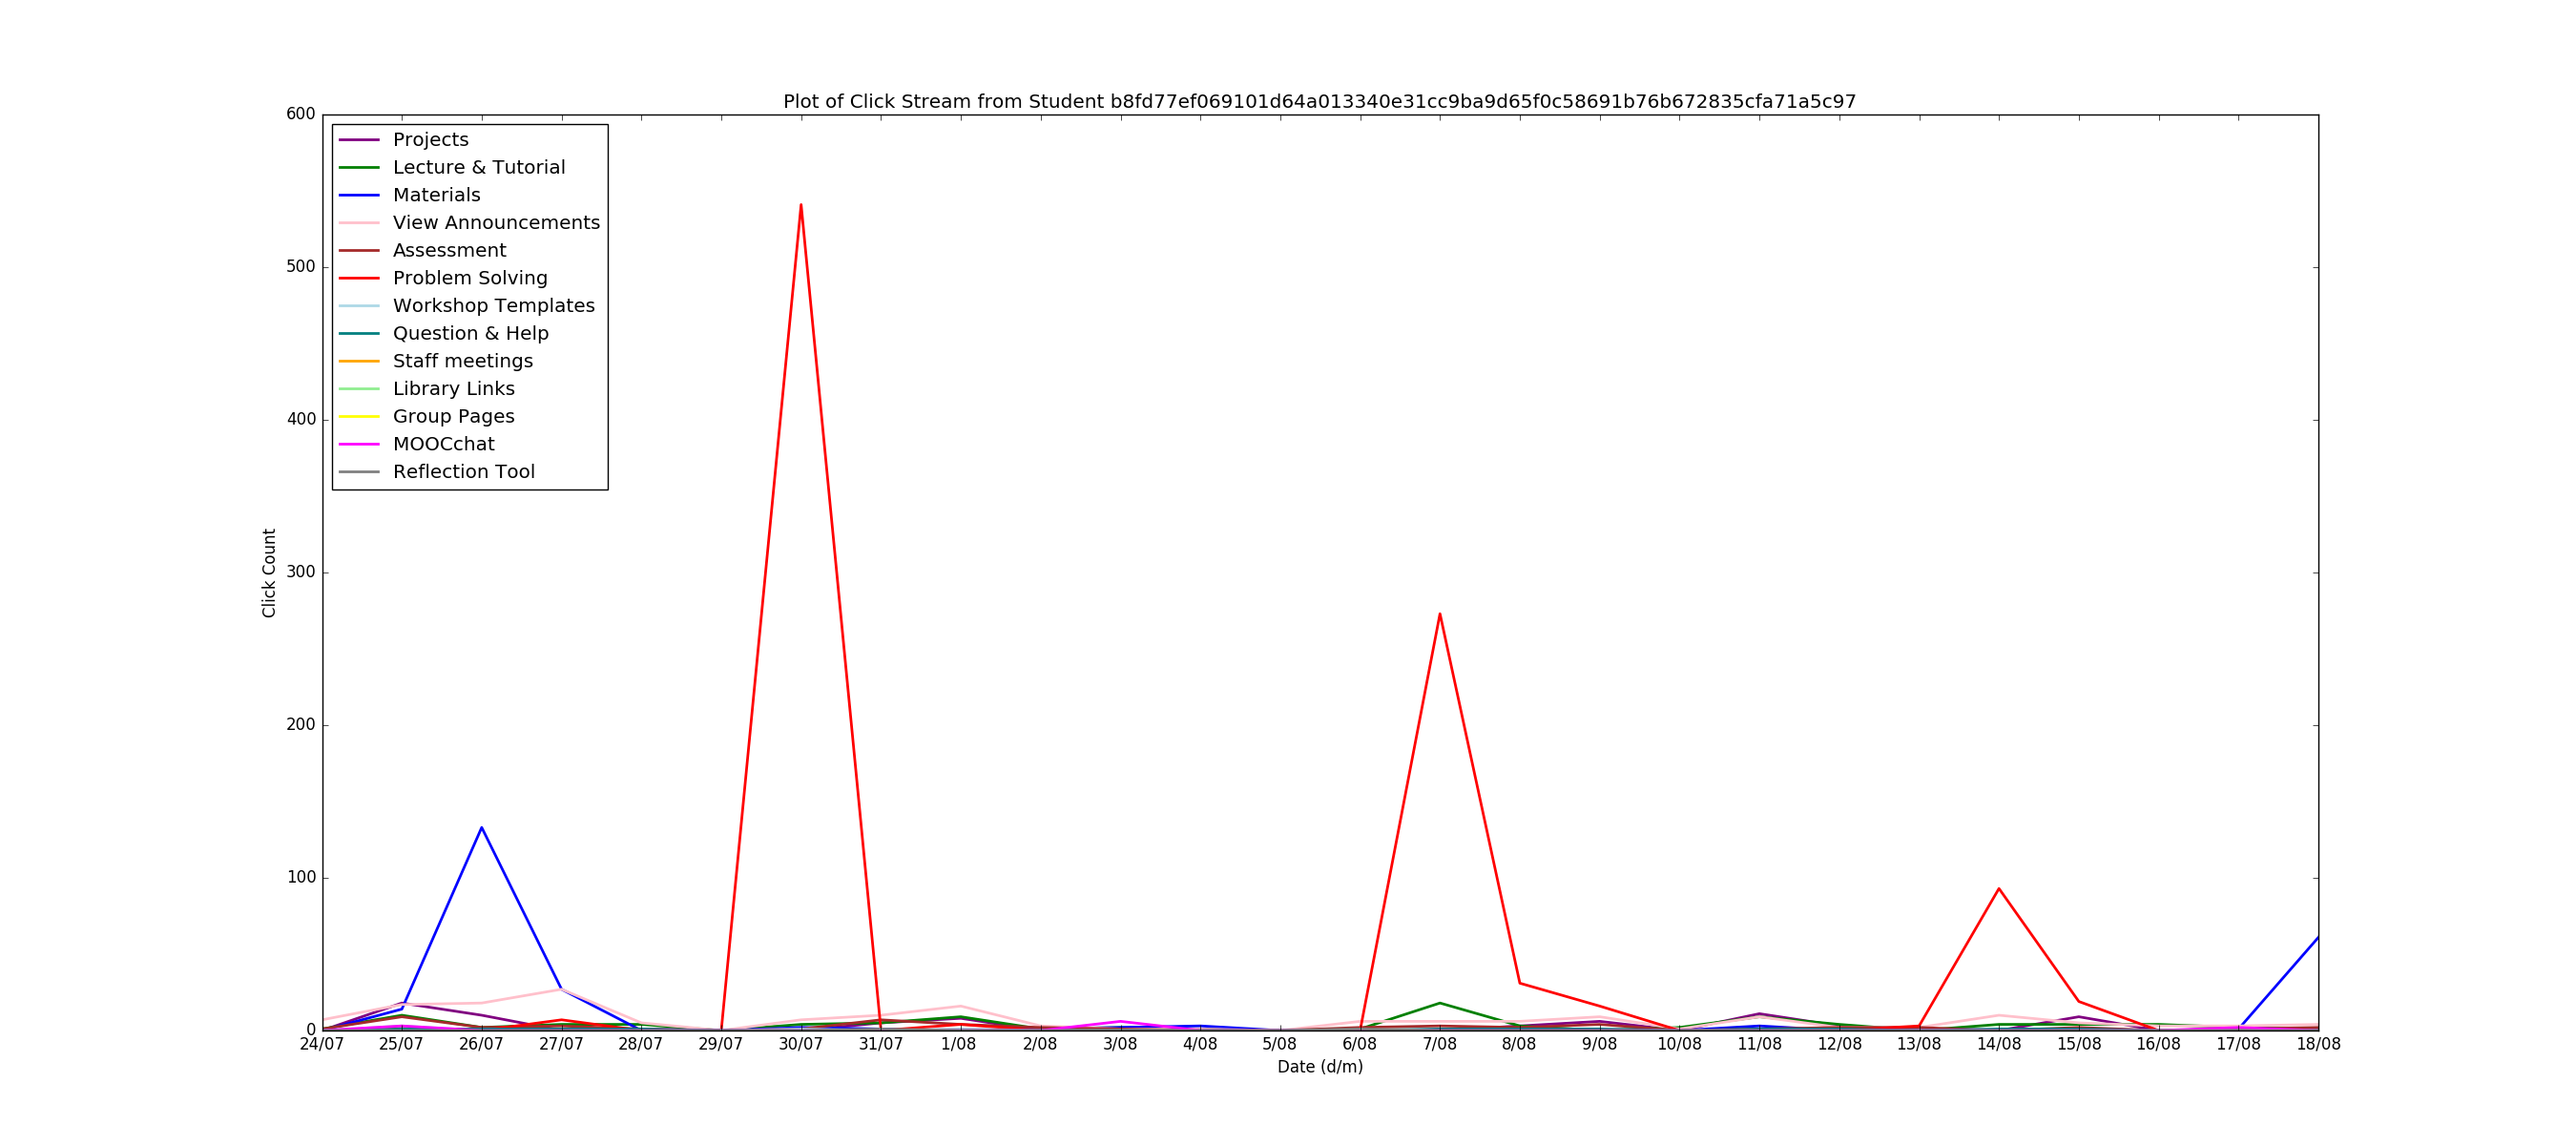 Plot of Click Stream from Student b8fd77ef069101d64a013340e31cc9ba9d65f0c58691b76b672835cfa71a5c97
600
500
400
300
200
100
0
Click Count
Projects
Lecture & Tutorial
Materials
View Announcements
Assessment
Problem Solving
Workshop Templates
Question & Help
Staff meetings
Library Links
Group Pages
MOOCchat
Reflection Tool
24/07 25/07 26/07 27/07 28/07 29/07 30/07 31/07 1/08 2/08 3/08 4/08 5/08 6/08 7/08 8/08 9/08 10/08 11/08 12/08 13/08 14/08 15/08 16/08 17/08 18/08
Date (d/m)